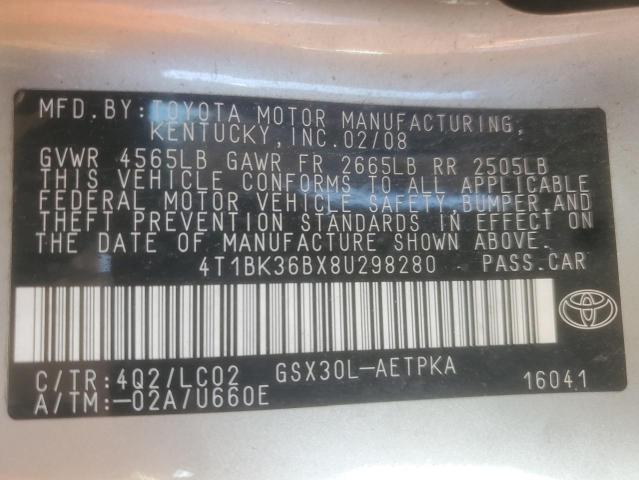 MFD.BY:TOYOTA MOTOR MANUFACTURING,
KENTUCKY,INC.02/08
GVWR 4565LB GAWR FR 2665LB RR 2505LB
THIS VEHICLE CONFORMS TO ALL APPLICABLE
FEDERAL MOTOR VEHICLE SAFETY,BUMPER AND
THEFT PREVENTION STANDARDS IN EFFECT ON
THE DATE OF MANUFACTURE SHOWN ABOVE.
4T1BK36BX8U298280 PASS.CAR
C/TR:4Q2/LC02 GSX30L-AETPKA
A/TM:-02A/U660E 16041